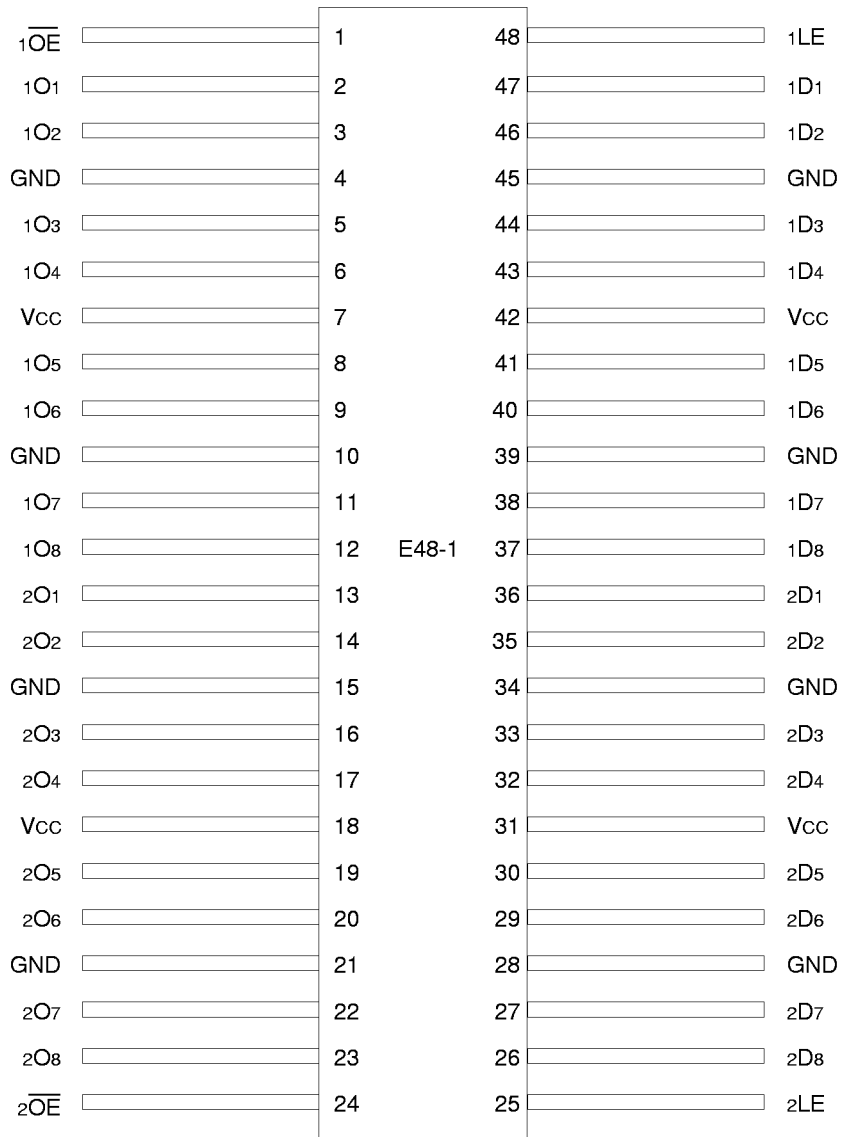 1O̅E̅ 1 48 1LE
1O1 2 47 1D1
1O2 3 46 1D2
GND 4 45 GND
1O3 5 44 1D3
1O4 6 43 1D4
VCC 7 42 VCC
1O5 8 41 1D5
1O6 9 40 1D6
GND 10 39 GND
1O7 11 38 1D7
1O8 12 E48-1 37 1D8
2O1 13 36 2D1
2O2 14 35 2D2
GND 15 34 GND
2O3 16 33 2D3
2O4 17 32 2D4
VCC 18 31 VCC
2O5 19 30 2D5
2O6 20 29 2D6
GND 21 28 GND
2O7 22 27 2D7
2O8 23 26 2D8
2O̅E̅ 24 25 2LE